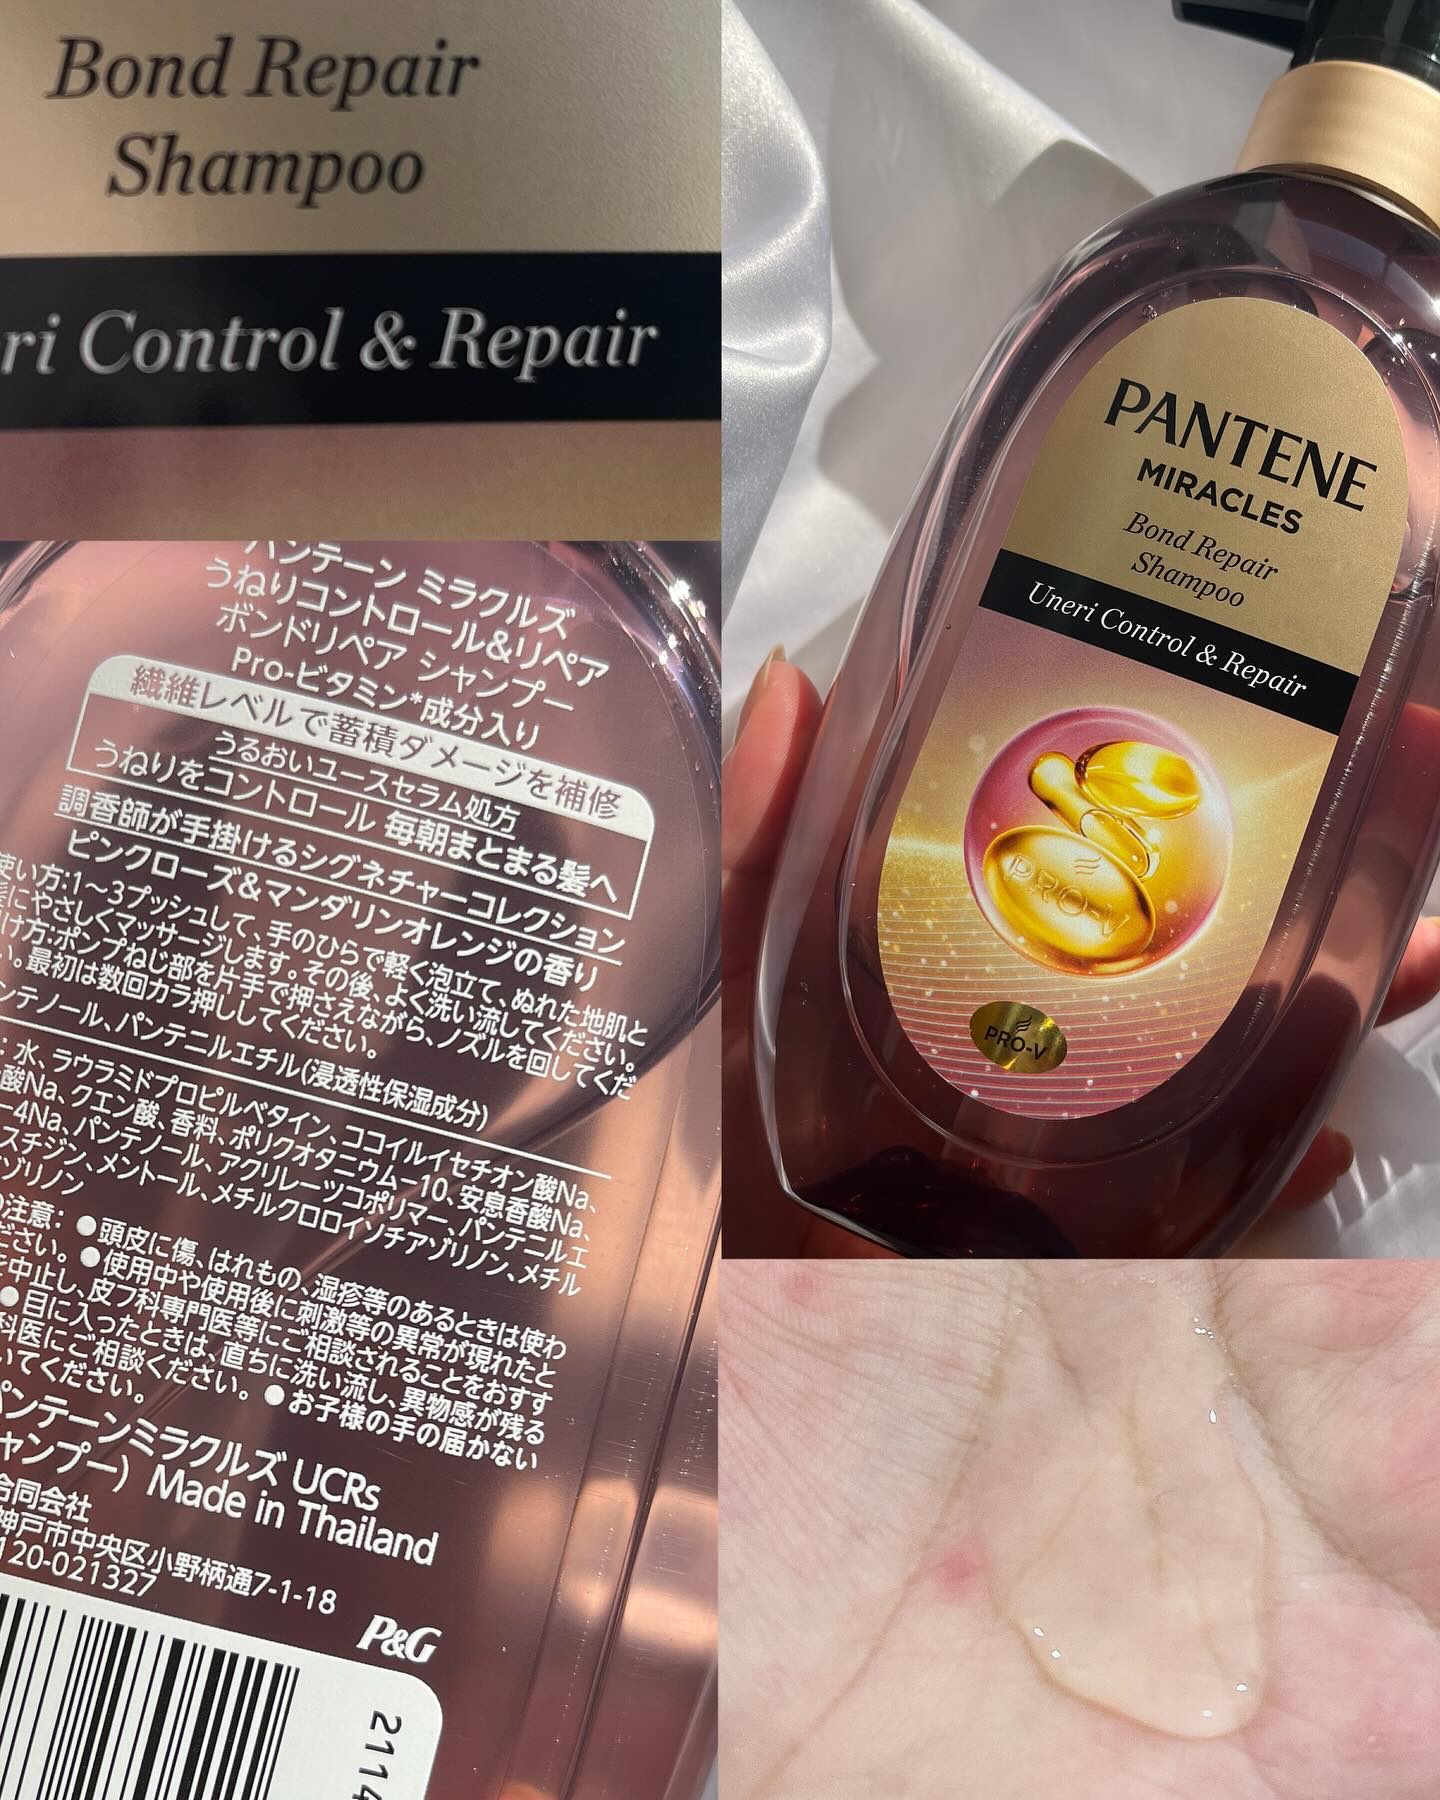 Bond Repair
Shampoo
ri Control & Repair
パンテーン ミラクルズ
うねりコントロール&リペア
ボンドリペア シャンプー
Pro-ビタミン*成分入り
繊維レベルで蓄積ダメージを補修
うるおいユースセラム処方
うねりをコントロール 毎朝まとまる髪へ
調香師が手掛けるシグネチャーコレクション
ピンクローズ&マンダリンオレンジの香り
使い方:1〜3プッシュして、手のひらで軽く泡立て、ぬれた地肌と
髪にやさしくマッサージします。その後、よく洗い流してください。
け方:ポンプねじ部を片手で押さえながら、ノズルを回してくだ
い。最初は数回カラ押ししてください。
ンテノール、パンテニルエチル(浸透性保湿成分)
: 水、ラウラミドプロピルベタイン、ココイルイセチオン酸Na、
酸Na、クエン酸、香料、ポリクオタニウム-10、安息香酸Na、
ー4Na、パンテノール、アクリレーツコポリマー、パンテニルエ
スチジン、メントール、メチルクロロイソチアゾリノン、メチル
ゾリノン
の注意: ●頭皮に傷、はれもの、湿疹等のあるときは使わ
ださい。 ●使用中や使用後に刺激等の異常が現れたと
を中止し、皮フ科専門医等にご相談されることをおすす
●目に入ったときは、直ちに洗い流し、異物感が残る
科医にご相談ください。 ●お子様の手の届かない
いてください。
パンテーンミラクルズ UCRs
ャンプー) Made in Thailand
合同会社
神戸市中央区小野柄通7-1-18
120-021327
P&G
2114
PANTENE
MIRACLES
Bond Repair
Shampoo
Uneri Control & Repair
PRO-V
PRO-V